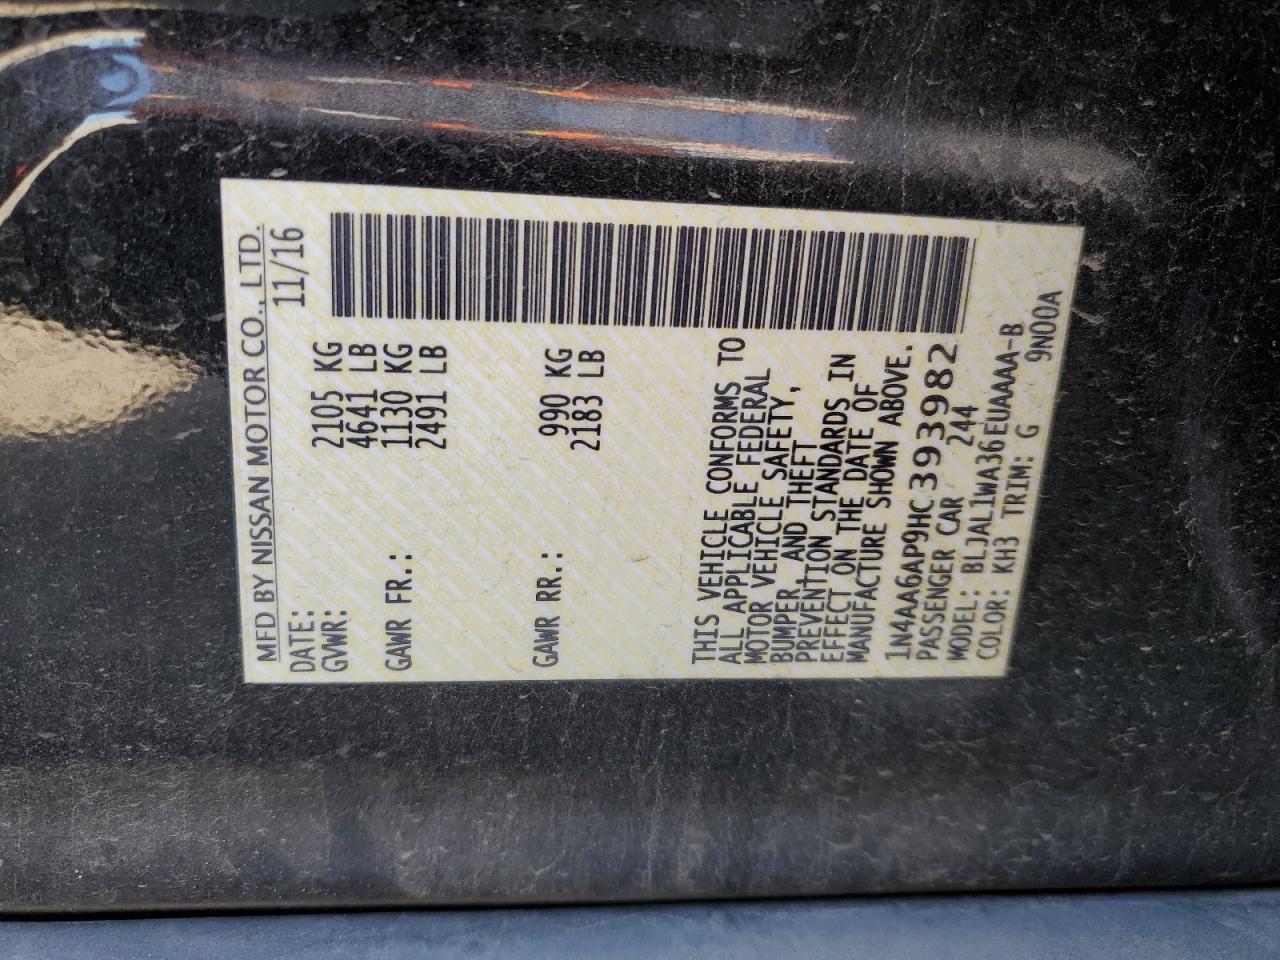 MFD BY NISSAN MOTOR CO., LTD.
DATE: 11/16
GVWR: 2105 KG
4641 LB
GAWR FR.: 1130 KG
2491 LB
GAWR RR.: 990 KG
2183 LB
THIS VEHICLE CONFORMS TO
ALL APPLICABLE FEDERAL
MOTOR VEHICLE SAFETY,
BUMPER AND THEFT
PREVENTION STANDARDS IN
EFFECT ON THE DATE OF
MANUFACTURE SHOWN ABOVE.
1N4AA6AP9HC393982
PASSENGER CAR 244
MODEL: BLJAL1WA36EUAAAA-B
COLOR: KH3 TRIM: G 9N00A